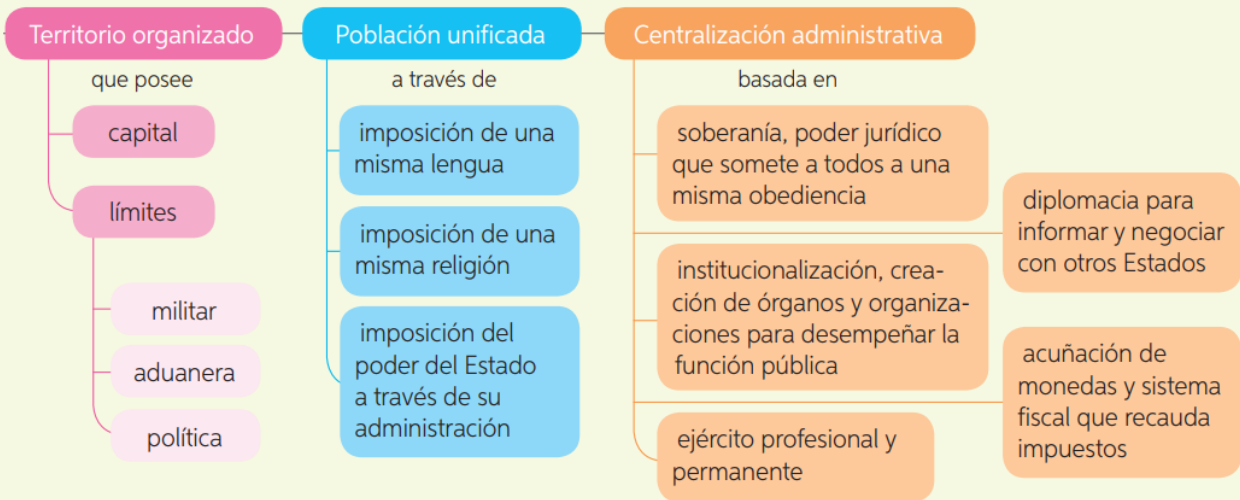 Territorio organizado
que posee
capital
límites
militar
aduanera
política
Población unificada
a través de
imposición de una
misma lengua
imposición de una
misma religión
imposición del
poder del Estado
a través de su
administración
Centralización administrativa
basada en
soberanía, poder jurídico
que somete a todos a una
misma obediencia
diplomacia para
informar y negociar
con otros Estados
institucionalización, crea-
ción de órganos y organiza-
ciones para desempeñar la
función pública
acuñación de
monedas y sistema
fiscal que recauda
impuestos
ejército profesional y
permanente